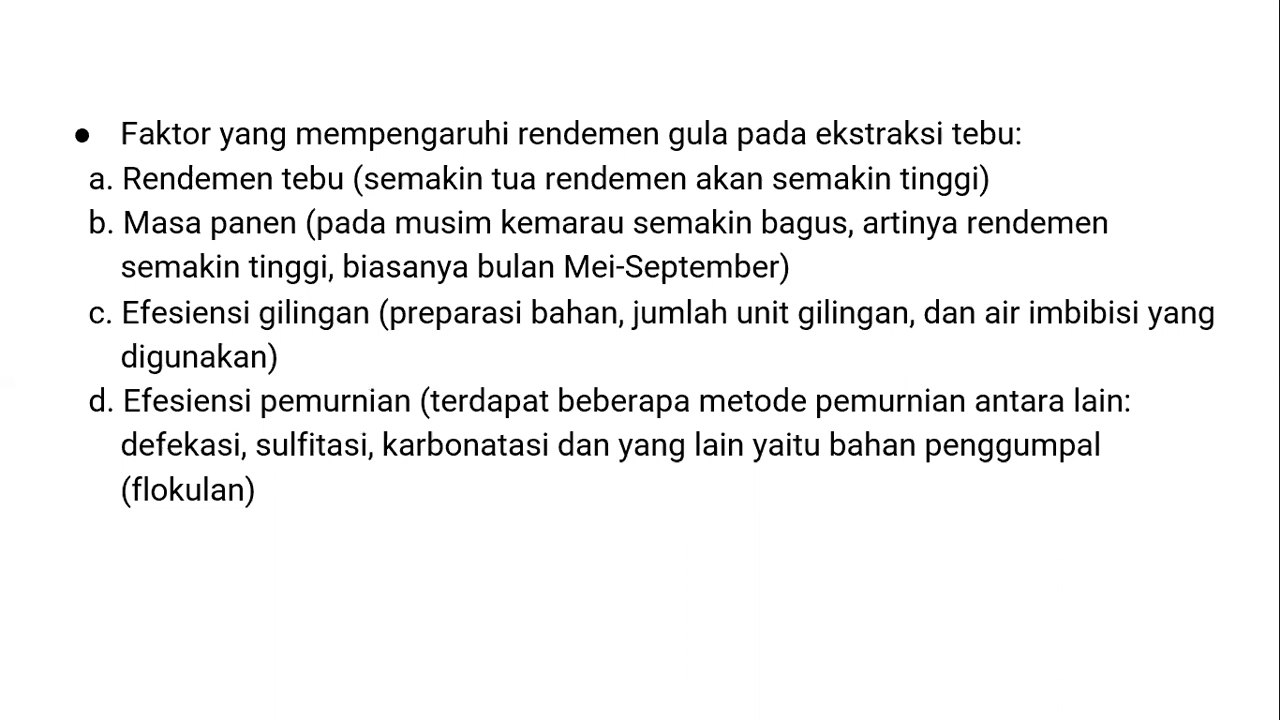 ● Faktor yang mempengaruhi rendemen gula pada ekstraksi tebu:
a. Rendemen tebu (semakin tua rendemen akan semakin tinggi)
b. Masa panen (pada musim kemarau semakin bagus, artinya rendemen
semakin tinggi, biasanya bulan Mei-September)
c. Efesiensi gilingan (preparasi bahan, jumlah unit gilingan, dan air imbibisi yang
digunakan)
d. Efesiensi pemurnian (terdapat beberapa metode pemurnian antara lain:
defekasi, sulfitasi, karbonatasi dan yang lain yaitu bahan penggumpal
(flokulan)